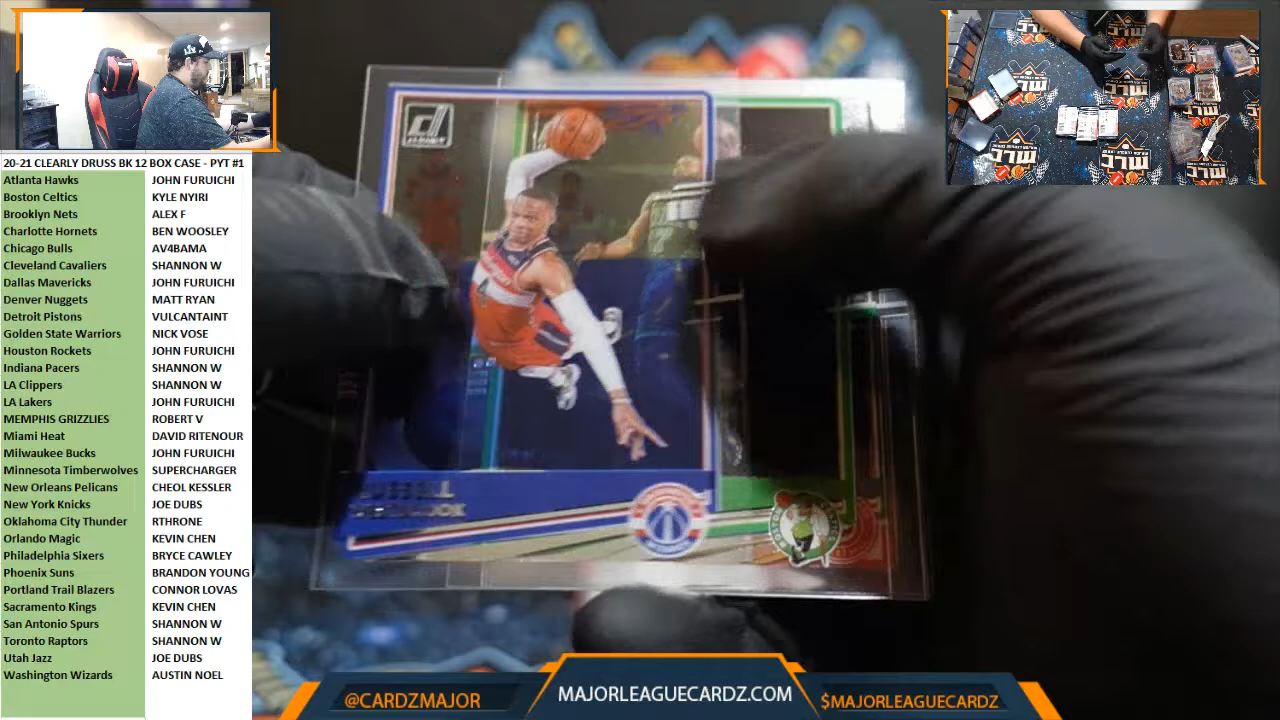 20-21 CLEARLY DRUSS BK 12 BOX CASE - PYT #1
Atlanta Hawks JOHN FURUICHI
Boston Celtics KYLE NYIRI
Brooklyn Nets ALEX F
Charlotte Hornets BEN WOOSLEY
Chicago Bulls AV4BAMA
Cleveland Cavaliers SHANNON W
Dallas Mavericks JOHN FURUICHI
Denver Nuggets MATT RYAN
Detroit Pistons VULCANTAINT
Golden State Warriors NICK VOSE
Houston Rockets JOHN FURUICHI
Indiana Pacers SHANNON W
LA Clippers SHANNON W
LA Lakers JOHN FURUICHI
MEMPHIS GRIZZLIES ROBERT V
Miami Heat DAVID RITENOUR
Milwaukee Bucks JOHN FURUICHI
Minnesota Timberwolves SUPERCHARGER
New Orleans Pelicans CHEOL KESSLER
New York Knicks JOE DUBS
Oklahoma City Thunder RTHRONE
Orlando Magic KEVIN CHEN
Philadelphia Sixers BRYCE CAWLEY
Phoenix Suns BRANDON YOUNG
Portland Trail Blazers CONNOR LOVAS
Sacramento Kings KEVIN CHEN
San Antonio Spurs SHANNON W
Toronto Raptors SHANNON W
Utah Jazz JOE DUBS
Washington Wizards AUSTIN NOEL
@CARDZMAJOR
MAJORLEAGUECARDZ.COM
$MAJORLEAGUECARDZ